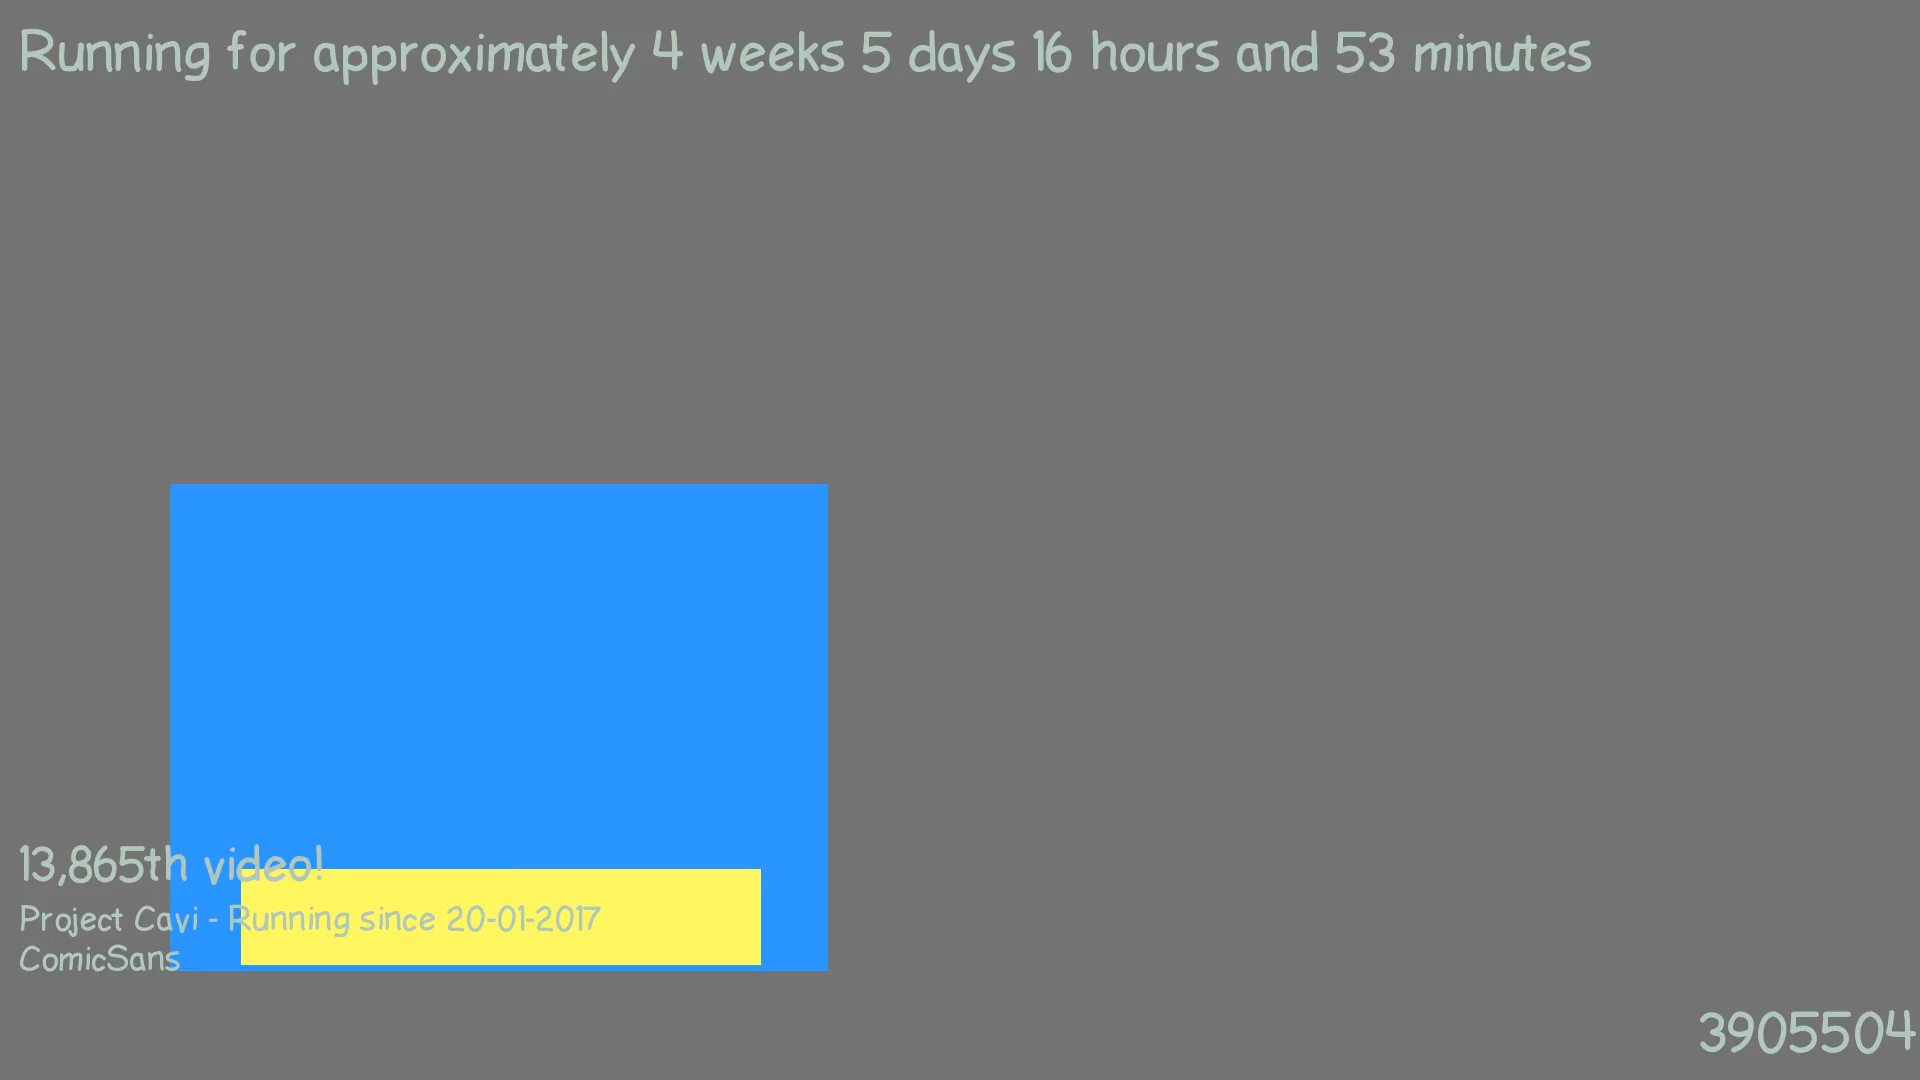 Running for approximately 4 weeks 5 days 16 hours and 53 minutes
13,865th video!
Project Cavi - Running since 20-01-2017
ComicSans
3905504